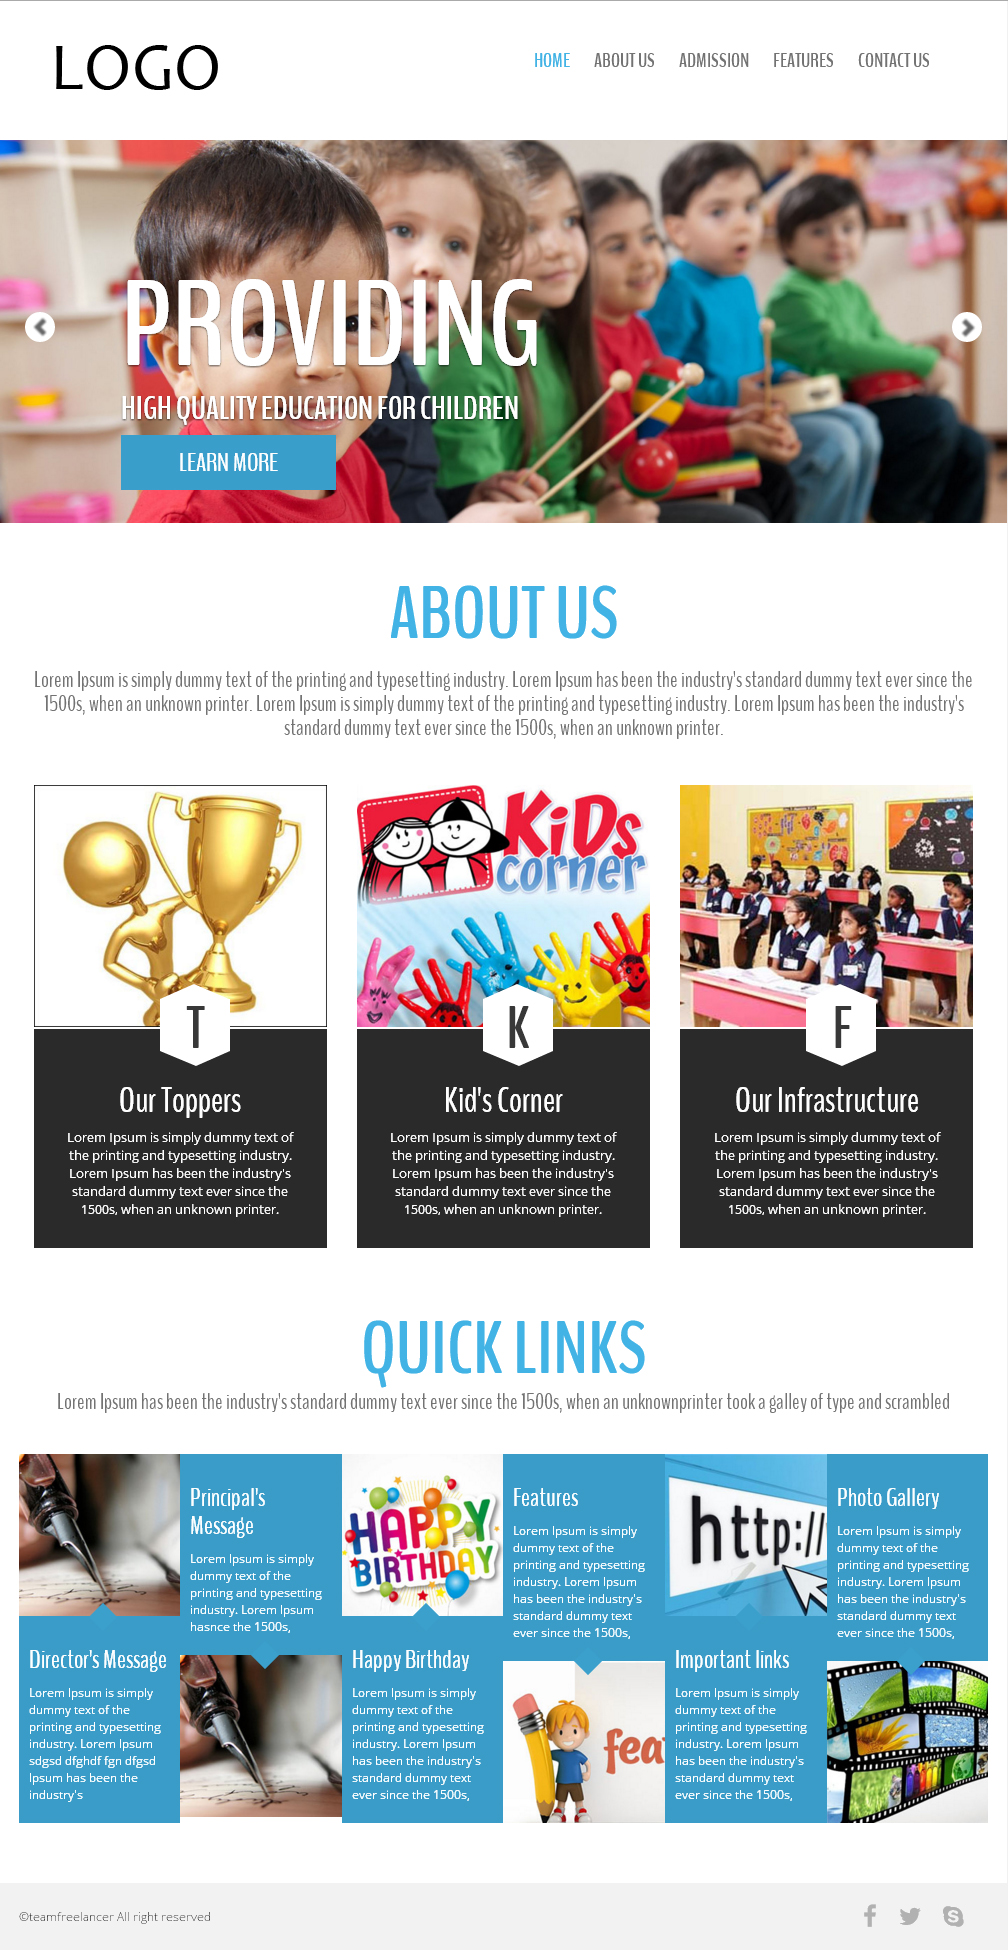 LOGO
HOME ABOUT US ADMISSION FEATURES CONTACT US
PROVIDING
HIGH QUALITY EDUCATION FOR CHILDREN
LEARN MORE
ABOUT US
Lorem Ipsum is simply dummy text of the printing and typesetting industry. Lorem Ipsum has been the industry's standard dummy text ever since the
1500s, when an unknown printer. Lorem Ipsum is simply dummy text of the printing and typesetting industry. Lorem Ipsum has been the industry's
standard dummy text ever since the 1500s, when an unknown printer.
T
Our Toppers
Lorem Ipsum is simply dummy text of
the printing and typesetting industry.
Lorem Ipsum has been the industry's
standard dummy text ever since the
1500s, when an unknown printer.
KiDs
corner
K
Kid's Corner
Lorem Ipsum is simply dummy text of
the printing and typesetting industry.
Lorem Ipsum has been the industry's
standard dummy text ever since the
1500s, when an unknown printer.
F
Our Infrastructure
Lorem Ipsum is simply dummy text of
the printing and typesetting industry.
Lorem Ipsum has been the industry's
standard dummy text ever since the
1500s, when an unknown printer.
QUICK LINKS
Lorem Ipsum has been the industry's standard dummy text ever since the 1500s, when an unknownprinter took a galley of type and scrambled
Director's Message
Lorem Ipsum is simply
dummy text of the
printing and typesetting
industry. Lorem Ipsum
sdgsd dfghdf fgn dfgsd
Ipsum has been the
industry's
Principal's
Message
Lorem Ipsum is simply
dummy text of the
printing and typesetting
industry. Lorem Ipsum
hasnce the 1500s,
HAPPY
BIRTHDAY
Happy Birthday
Lorem Ipsum is simply
dummy text of the
printing and typesetting
industry. Lorem Ipsum
has been the industry's
standard dummy text
ever since the 1500s,
Features
Lorem Ipsum is simply
dummy text of the
printing and typesetting
industry. Lorem Ipsum
has been the industry's
standard dummy text
ever since the 1500s,
fea
http://
Important links
Lorem Ipsum is simply
dummy text of the
printing and typesetting
industry. Lorem Ipsum
has been the industry's
standard dummy text
ever since the 1500s,
Photo Gallery
Lorem Ipsum is simply
dummy text of the
printing and typesetting
industry. Lorem Ipsum
has been the industry's
standard dummy text
ever since the 1500s,
©teamfreelancer All right reserved